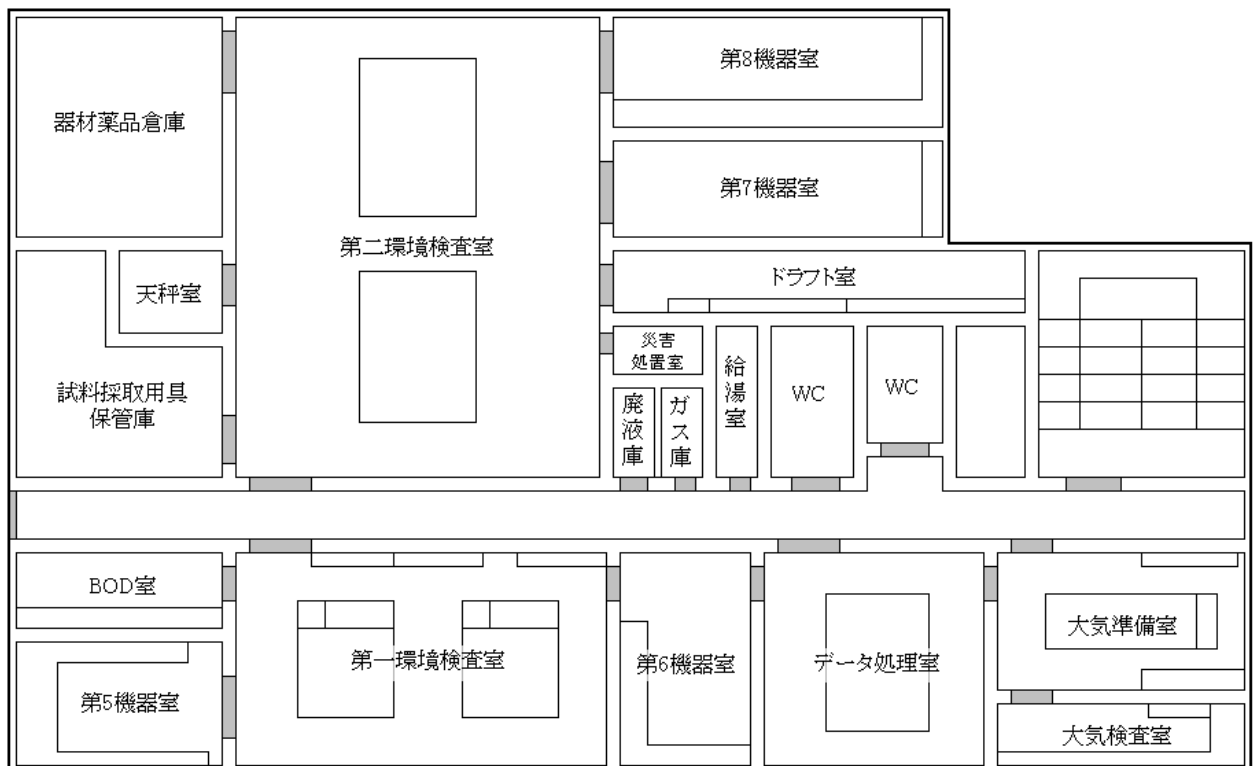 第8機器室
器材薬品倉庫
第7機器室
第二環境検査室
ドラフト室
天秤室
災害
処置室
給湯室
WC
WC
試料採取用具
保管庫
廃液庫
ガス庫
BOD室
大気準備室
第一環境検査室
第6機器室
データ処理室
第5機器室
大気検査室